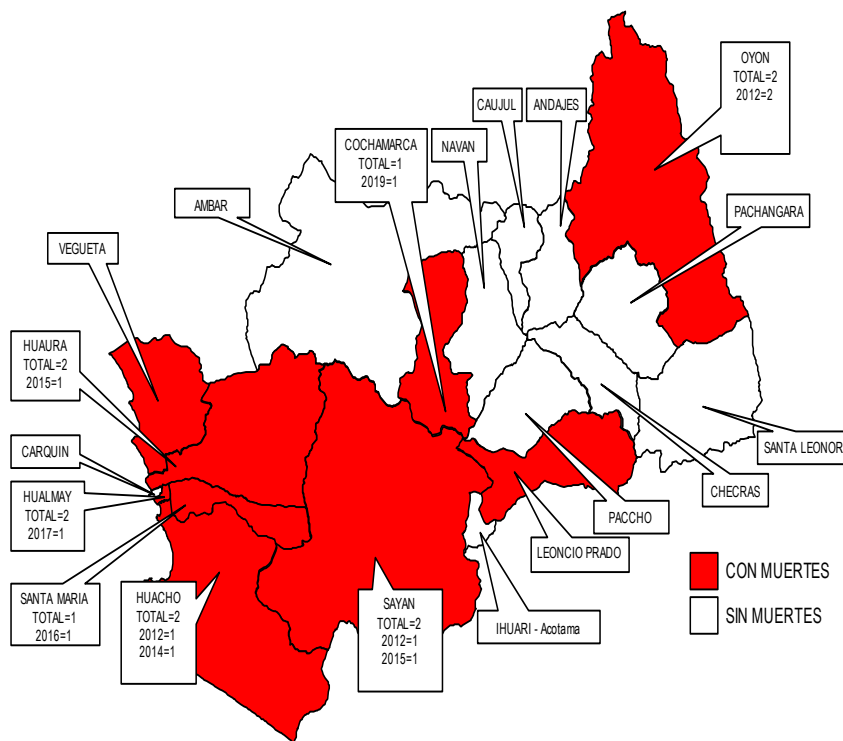 OYON
TOTAL=2
2012=2
CAUJUL
ANDAJES
COCHAMARCA
TOTAL=1
2019=1
NAVAN
AMBAR
PACHANGARA
VEGUETA
HUAURA
TOTAL=2
2015=1
CARQUIN
SANTA LEONOR
HUALMAY
TOTAL=2
2017=1
CHECRAS
PACCHO
LEONCIO PRADO
SANTA MARIA
TOTAL=1
2016=1
HUACHO
TOTAL=2
2012=1
2014=1
SAYAN
TOTAL=2
2012=1
2015=1
IHUARI - Acotama
CON MUERTES
SIN MUERTES